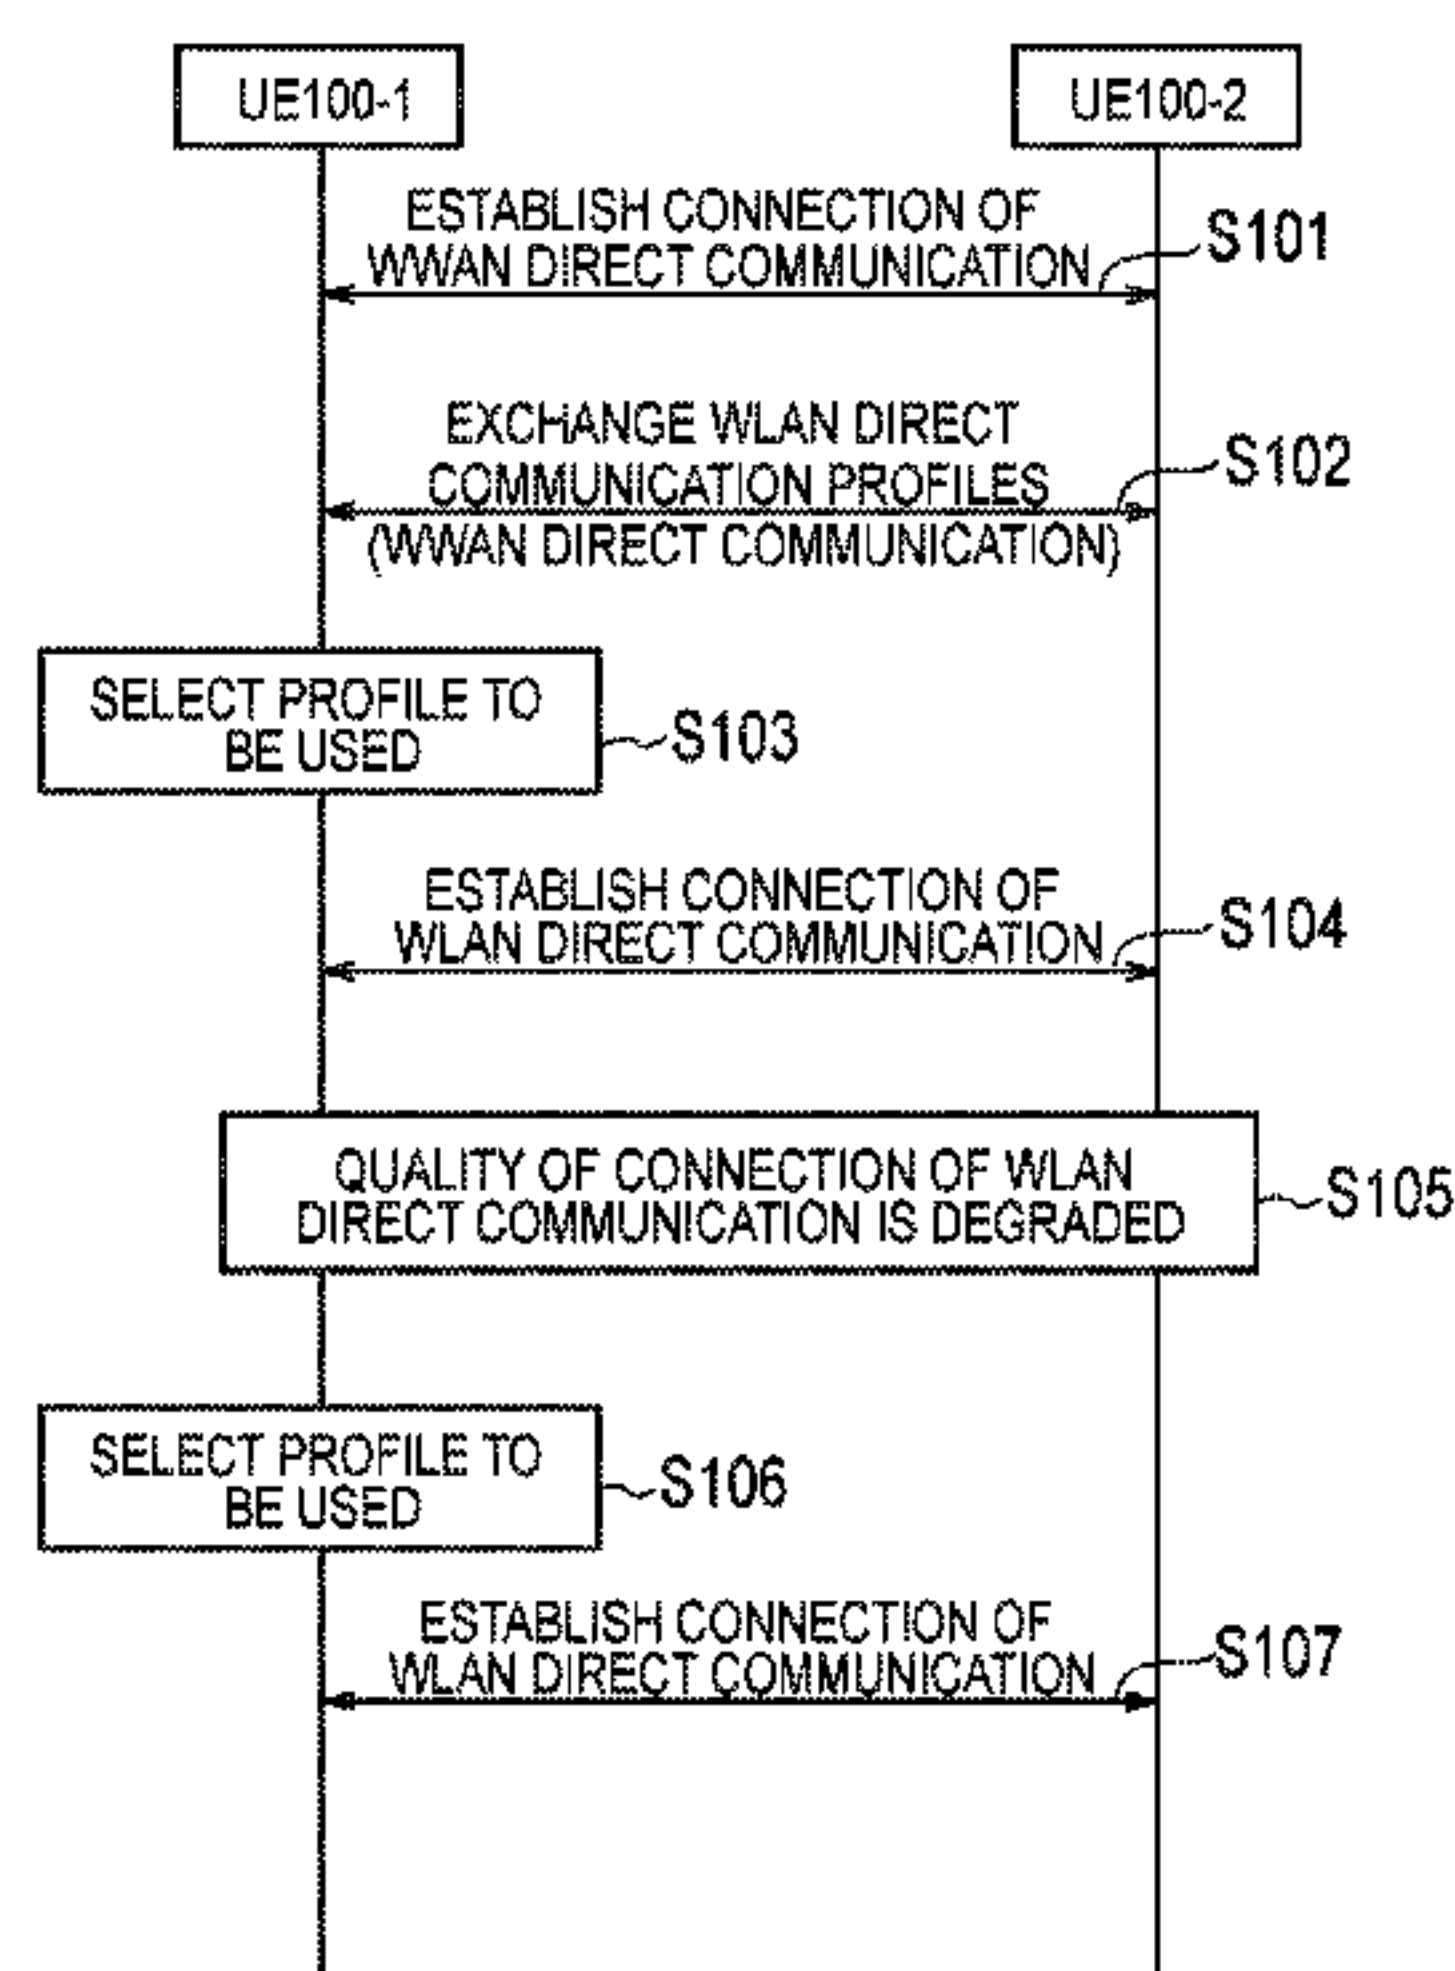 UE100-1
UE100-2
ESTABLISH CONNECTION OF
WWAN DIRECT COMMUNICATION
S101
EXCHANGE WLAN DIRECT
COMMUNICATION PROFILES
(WWAN DIRECT COMMUNICATION)
S102
SELECT PROFILE TO
BE USED
S103
ESTABLISH CONNECTION OF
WLAN DIRECT COMMUNICATION
S104
QUALITY OF CONNECTION OF WLAN
DIRECT COMMUNICATION IS DEGRADED
S105
SELECT PROFILE TO
BE USED
S106
ESTABLISH CONNECTION OF
WLAN DIRECT COMMUNICATION
S107